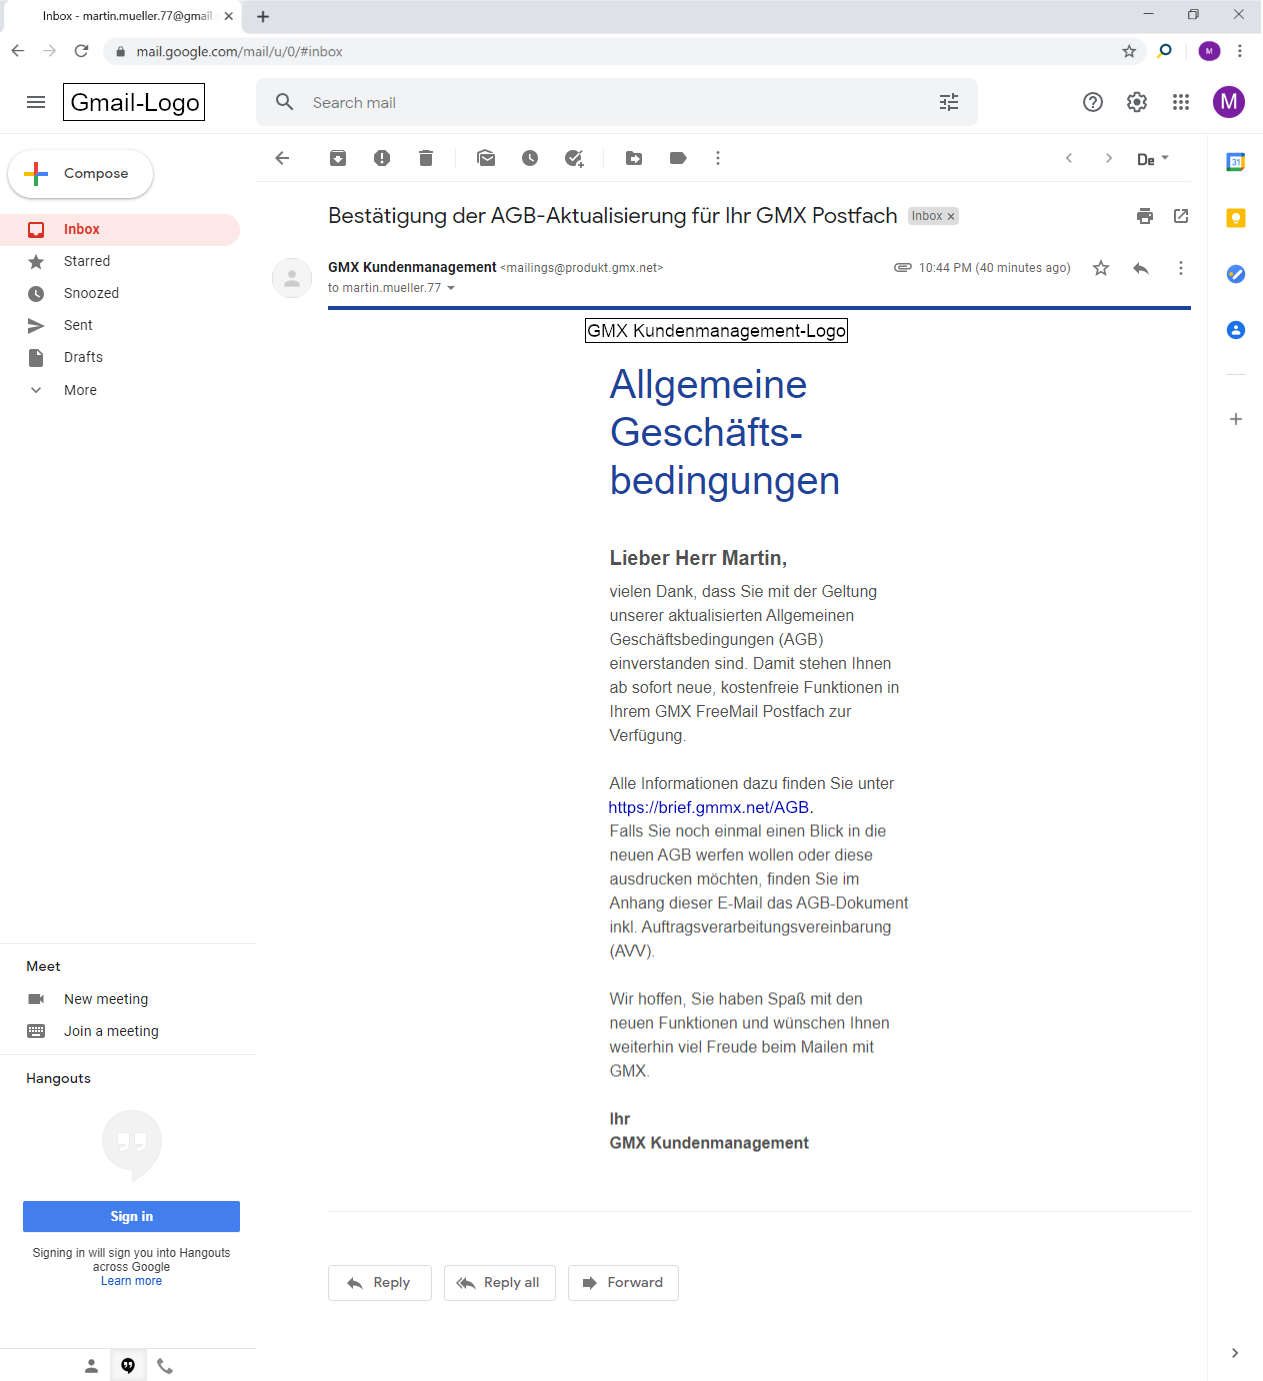 Inbox - martin.mueller.77@gmail.
mail.google.com/mail/u/0/#inbox
M
Gmail-Logo
Search mail
M
Compose
De
31
Inbox
Starred
Snoozed
Sent
Drafts
More
Bestätigung der AGB-Aktualisierung für Ihr GMX Postfach
Inbox ×
GMX Kundenmanagement <mailings@produkt.gmx.net>
10:44 PM (40 minutes ago)
to martin.mueller.77
GMX Kundenmanagement-Logo
Allgemeine
Geschäfts-
bedingungen
Lieber Herr Martin,
vielen Dank, dass Sie mit der Geltung
unserer aktualisierten Allgemeinen
Geschäftsbedingungen (AGB)
einverstanden sind. Damit stehen Ihnen
ab sofort neue, kostenfreie Funktionen in
Ihrem GMX FreeMail Postfach zur
Verfügung.
Alle Informationen dazu finden Sie unter
https://brief.gmmx.net/AGB.
Falls Sie noch einmal einen Blick in die
neuen AGB werfen wollen oder diese
ausdrucken möchten, finden Sie im
Anhang dieser E-Mail das AGB-Dokument
inkl. Auftragsverarbeitungsvereinbarung
(AVV).
Wir hoffen, Sie haben Spaß mit den
neuen Funktionen und wünschen Ihnen
weiterhin viel Freude beim Mailen mit
GMX.
Ihr
GMX Kundenmanagement
Meet
New meeting
Join a meeting
Hangouts
Sign in
Signing in will sign you into Hangouts
across Google
Learn more
Reply
Reply all
Forward